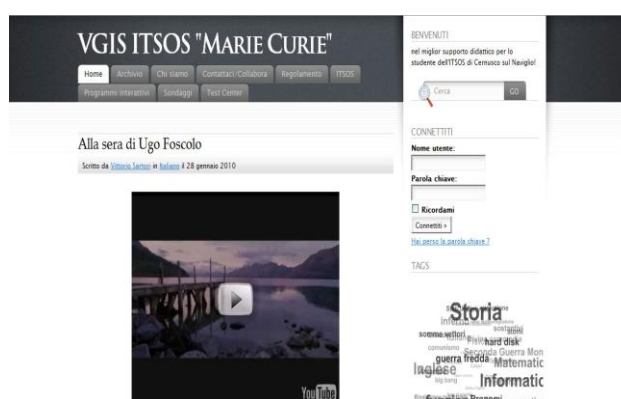 VGIS ITSOS "MARIE CURIE"
Home Archivio Chi siamo Contattaci/Collabora Regolamento ITSOS
Programmi Interattivi Sondaggi Test Center
Alla sera di Ugo Foscolo
Scritto da Vittorio Sartori in Italiano il 28 gennaio 2010
YouTube
BENVENUTI
nel miglior supporto didattico per lo
studente dell'ITSOS di Cernusco sul Naviglio!
Cerca GO
CONNETTITI
Nome utente:
Parola chiave:
Ricordami
Connettiti »
Hai perso la parola chiave ?
TAGS
Storia
somme vettori
hard disk
comunismo Seconda Guerra Mon
guerra fredda Matematic
Inglese
big bang Informatic
Pronomi